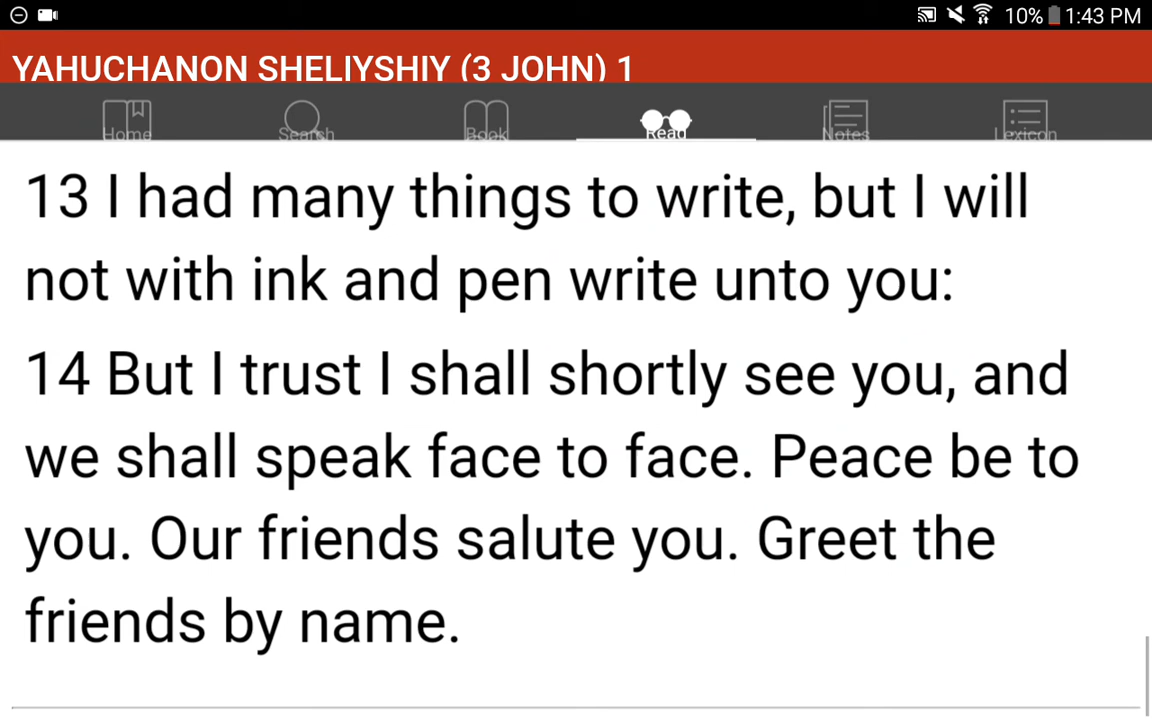 10% 1:43 PM
YAHUCHANON SHELIYSHIY (3 JOHN) 1
Home Search Book Read Notes Lexicon
13 I had many things to write, but I will
not with ink and pen write unto you:
14 But I trust I shall shortly see you, and
we shall speak face to face. Peace be to
you. Our friends salute you. Greet the
friends by name.